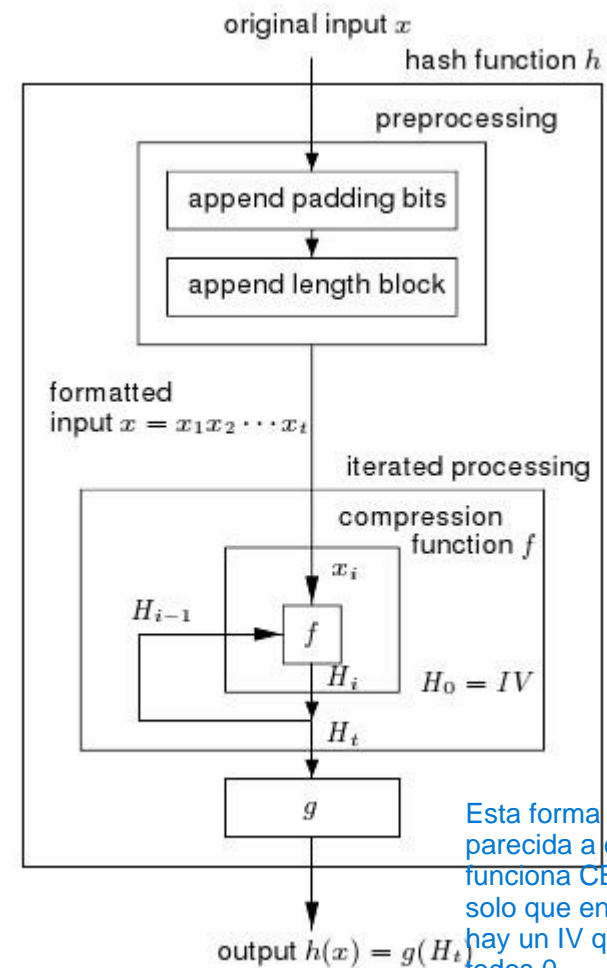 original input x
hash function h
preprocessing
append padding bits
append length block
formatted
input x = x₁x₂ ⋯ xₜ
iterated processing
compression
function f
xᵢ
Hᵢ₋₁
f
Hᵢ
H₀ = IV
Hₜ
g
Esta forma
parecida a
funciona
solo que en
hay un IV
todos 0
output h(x) = g(Hₜ)